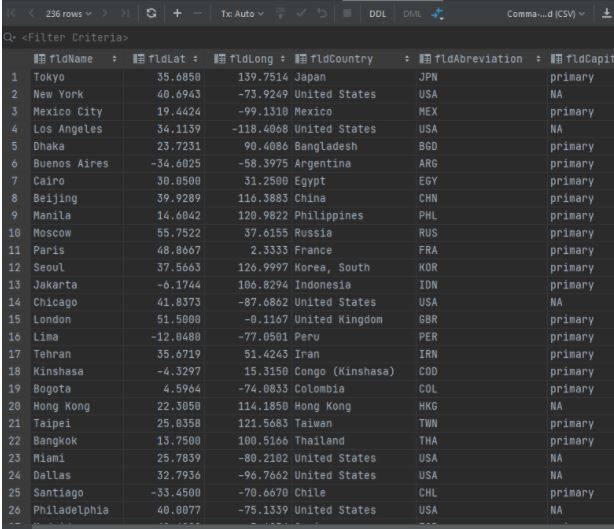 236 rows Tx: Auto DDL DML Comma-...d (CSV)
<Filter Criteria>
fldName fldLat fldLong fldCountry fldAbreviation fldCapit
1 Tokyo 35.6850 139.7514 Japan JPN primary
2 New York 40.6943 -73.9249 United States USA NA
3 Mexico City 19.4424 -99.1310 Mexico MEX primary
4 Los Angeles 34.1139 -118.4068 United States USA NA
5 Dhaka 23.7231 90.4086 Bangladesh BGD primary
6 Buenos Aires -34.6025 -58.3975 Argentina ARG primary
7 Cairo 30.0500 31.2500 Egypt EGY primary
8 Beijing 39.9289 116.3883 China CHN primary
9 Manila 14.6042 120.9822 Philippines PHL primary
10 Moscow 55.7522 37.6155 Russia RUS primary
11 Paris 48.8667 2.3333 France FRA primary
12 Seoul 37.5663 126.9997 Korea, South KOR primary
13 Jakarta -6.1744 106.8294 Indonesia IDN primary
14 Chicago 41.8373 -87.6862 United States USA NA
15 London 51.5000 -0.1167 United Kingdom GBR primary
16 Lima -12.0480 -77.0501 Peru PER primary
17 Tehran 35.6719 51.4243 Iran IRN primary
18 Kinshasa -4.3297 15.3150 Congo (Kinshasa) COD primary
19 Bogota 4.5964 -74.0833 Colombia COL primary
20 Hong Kong 22.3050 114.1850 Hong Kong HKG NA
21 Taipei 25.0358 121.5683 Taiwan TWN primary
22 Bangkok 13.7500 100.5166 Thailand THA primary
23 Miami 25.7839 -80.2102 United States USA NA
24 Dallas 32.7936 -96.7662 United States USA NA
25 Santiago -33.4500 -70.6670 Chile CHL primary
26 Philadelphia 40.0077 -75.1339 United States USA NA